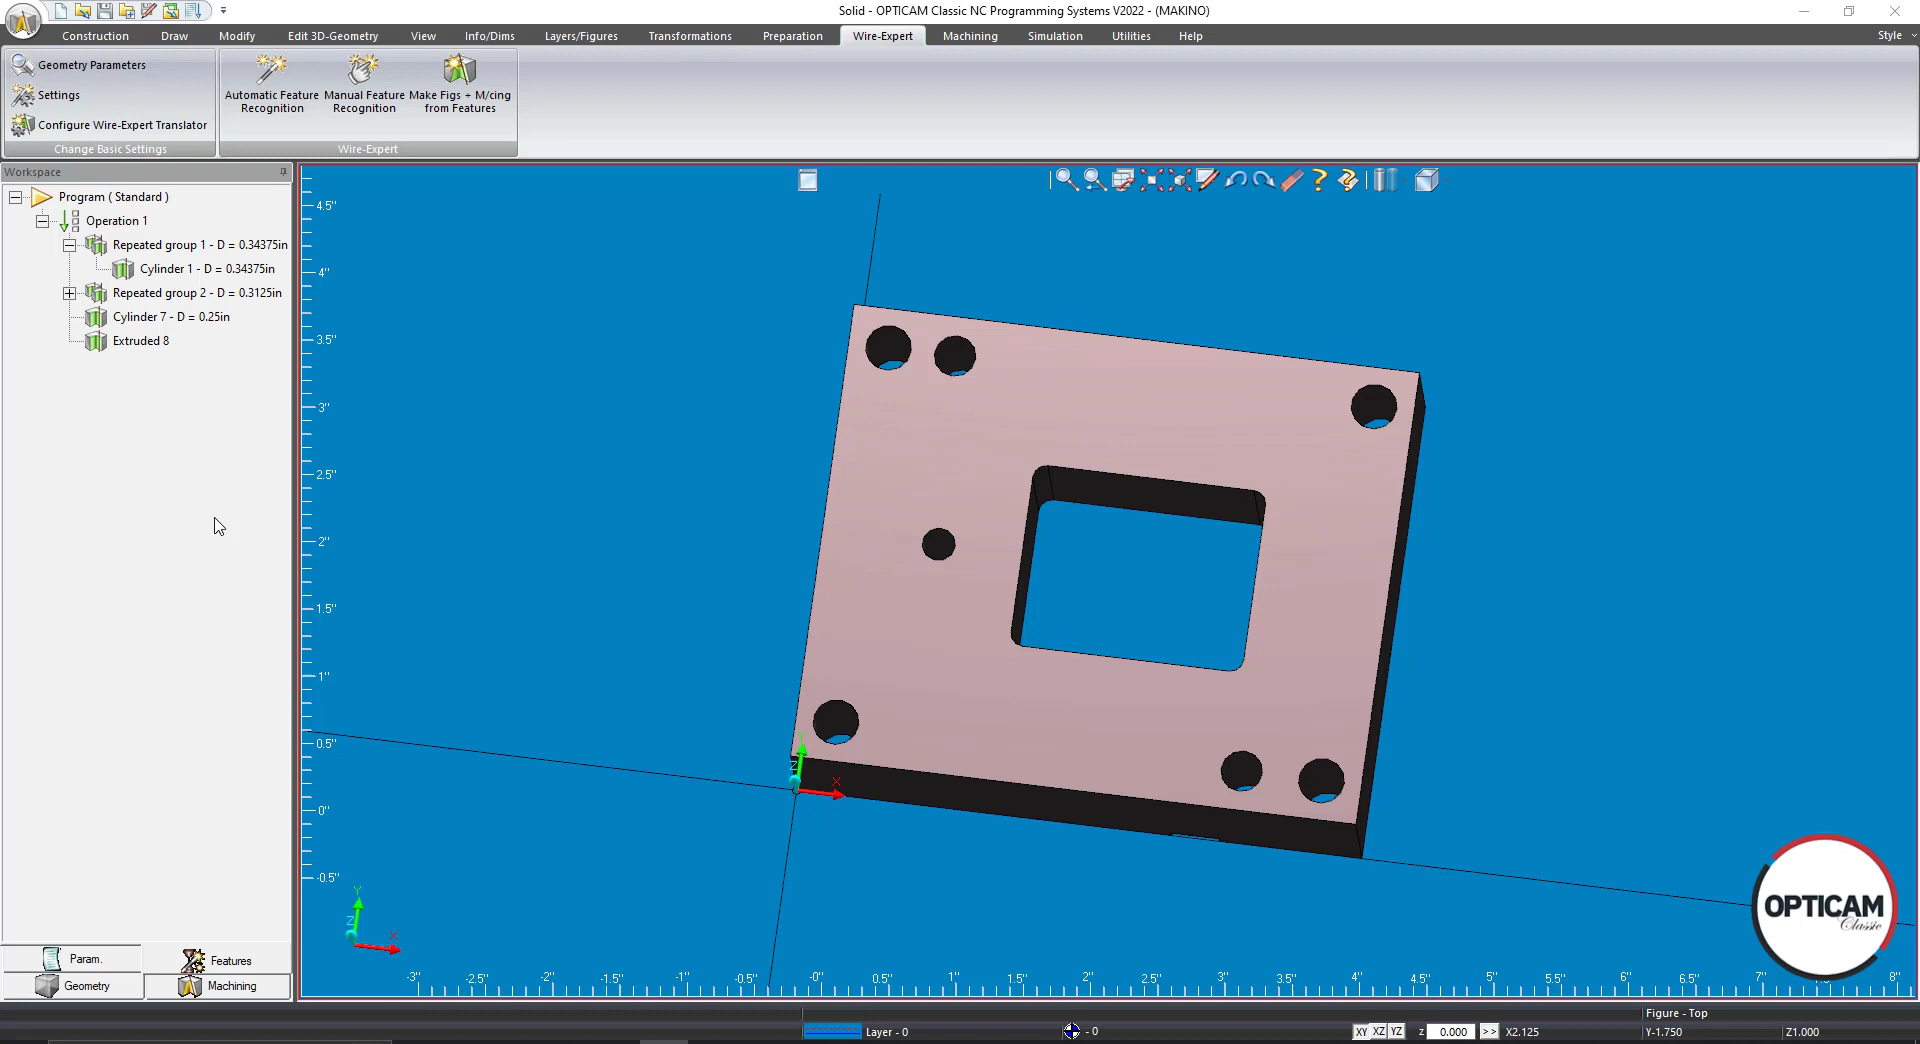 Solid - OPTICAM Classic NC Programming Systems V2022 - (MAKINO)
Construction Draw Modify Edit 3D-Geometry View Info/Dims Layers/Figures Transformations Preparation Wire-Expert Machining Simulation Utilities Help Style
Geometry Parameters
Settings
Configure Wire-Expert Translator
Change Basic Settings
Automatic Feature Recognition
Manual Feature Recognition
Make Figs + M/cing from Features
Wire-Expert
Workspace
Program ( Standard )
Operation 1
Repeated group 1 - D = 0.34375in
Cylinder 1 - D = 0.34375in
Repeated group 2 - D = 0.3125in
Cylinder 7 - D = 0.25in
Extruded 8
4.5"
4"
3.5"
3"
2.5"
2"
1.5"
1"
0.5"
0"
-0.5"
Y
Z
X
Y
Z
X
-3" -2.5" -2" -1.5" -1" -0.5" 0" 0.5" 1" 1.5" 2" 2.5" 3" 3.5" 4" 4.5" 5" 5.5" 6" 6.5" 7" 8"
OPTICAM
Classic
Param.
Features
Geometry
Machining
Figure - Top
Layer - 0
- 0
XY XZ YZ z 0.000 >> X2.125 Y-1.750 Z1.000